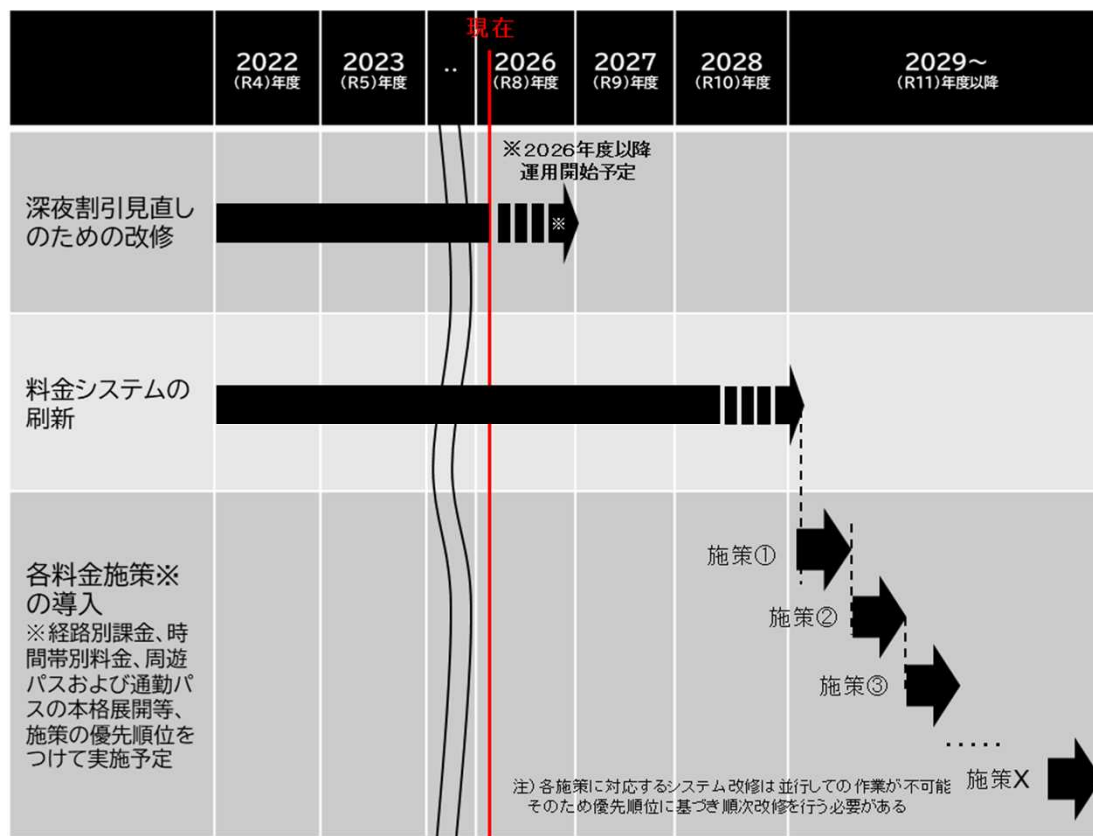 現在
2022
(R4)年度
2023
(R5)年度
..
2026
(R8)年度
2027
(R9)年度
2028
(R10)年度
2029～
(R11)年度以降
深夜割引見直し
のための改修
※2026年度以降
運用開始予定
※
料金システムの
刷新
各料金施策※
の導入
※経路別課金、時
間帯別料金、周遊
パスおよび通勤パ
スの本格展開等、
施策の優先順位を
つけて実施予定
施策①
施策②
施策③
・・・・・
施策X
注）各施策に対応するシステム改修は並行しての作業が不可能
そのため優先順位に基づき順次改修を行う必要がある